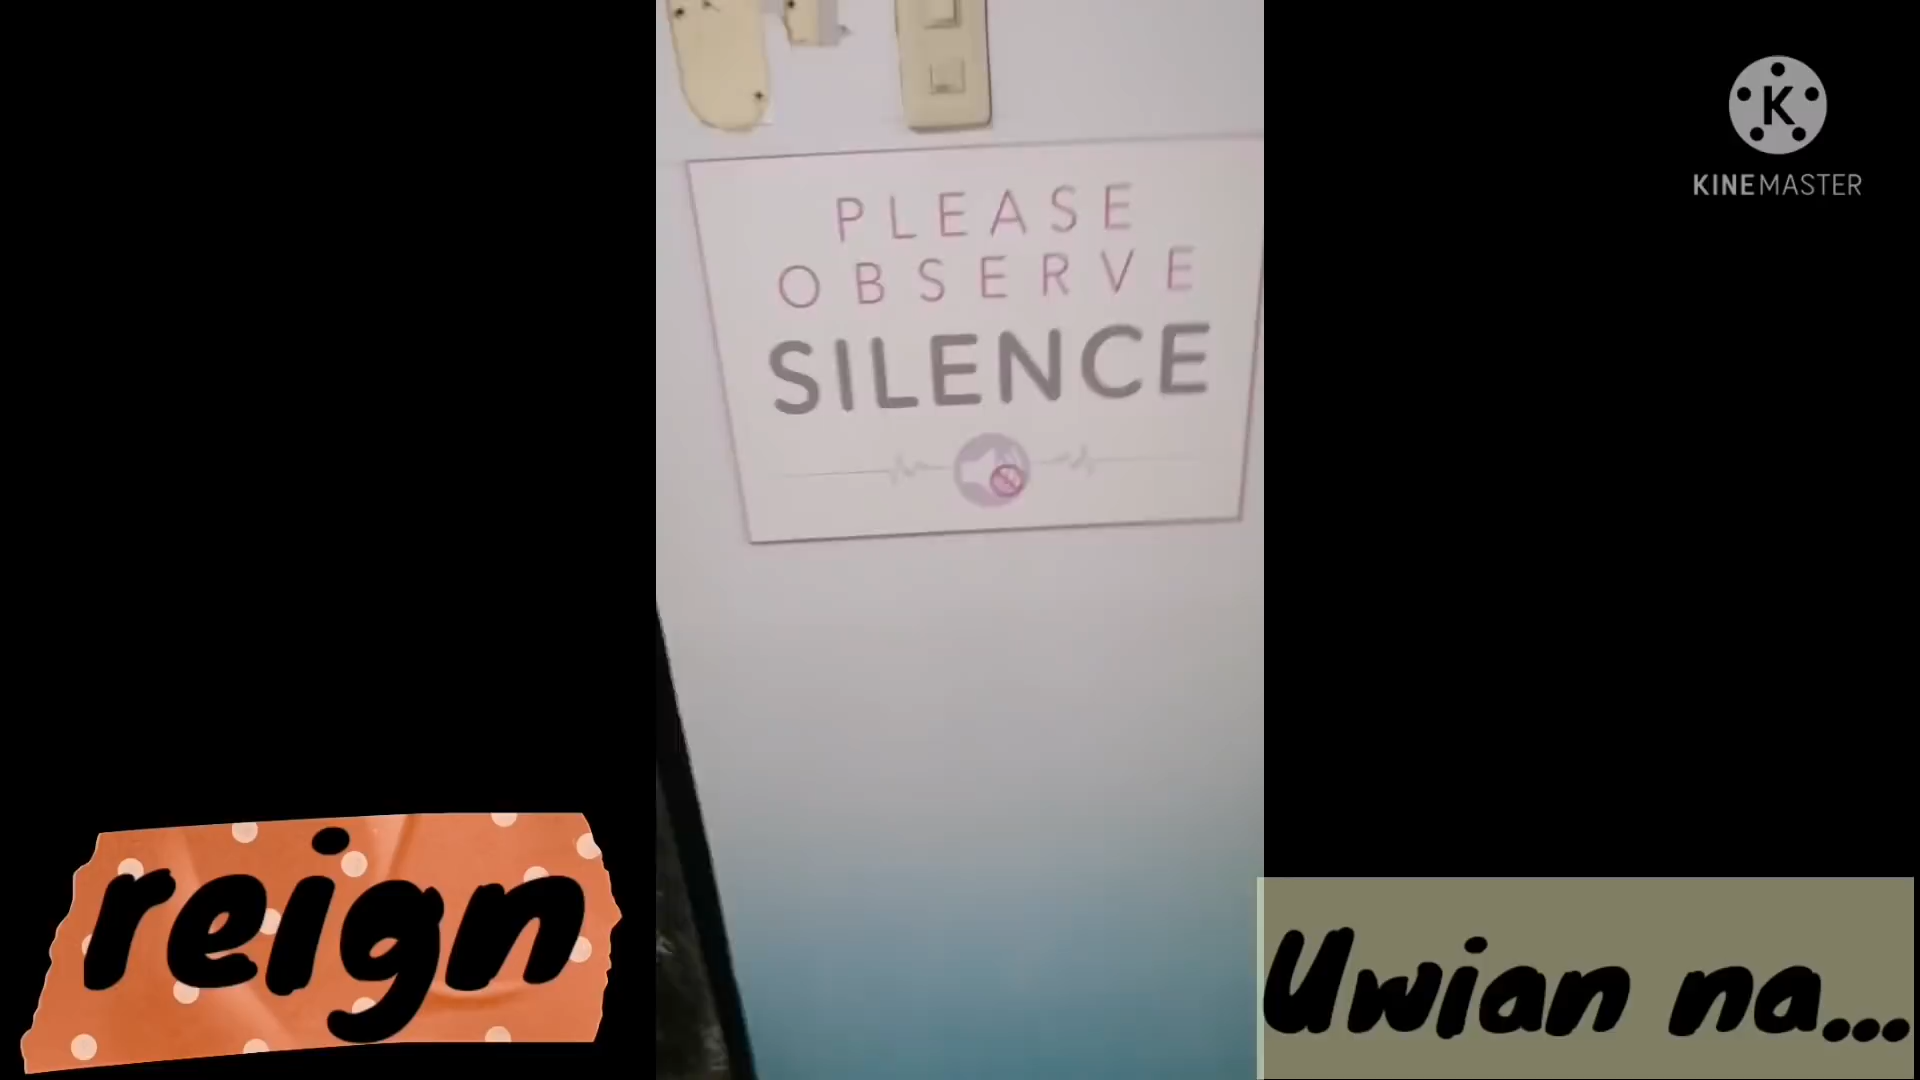 PLEASE
OBSERVE
SILENCE
K
KINEMASTER
reign
Uwian na...